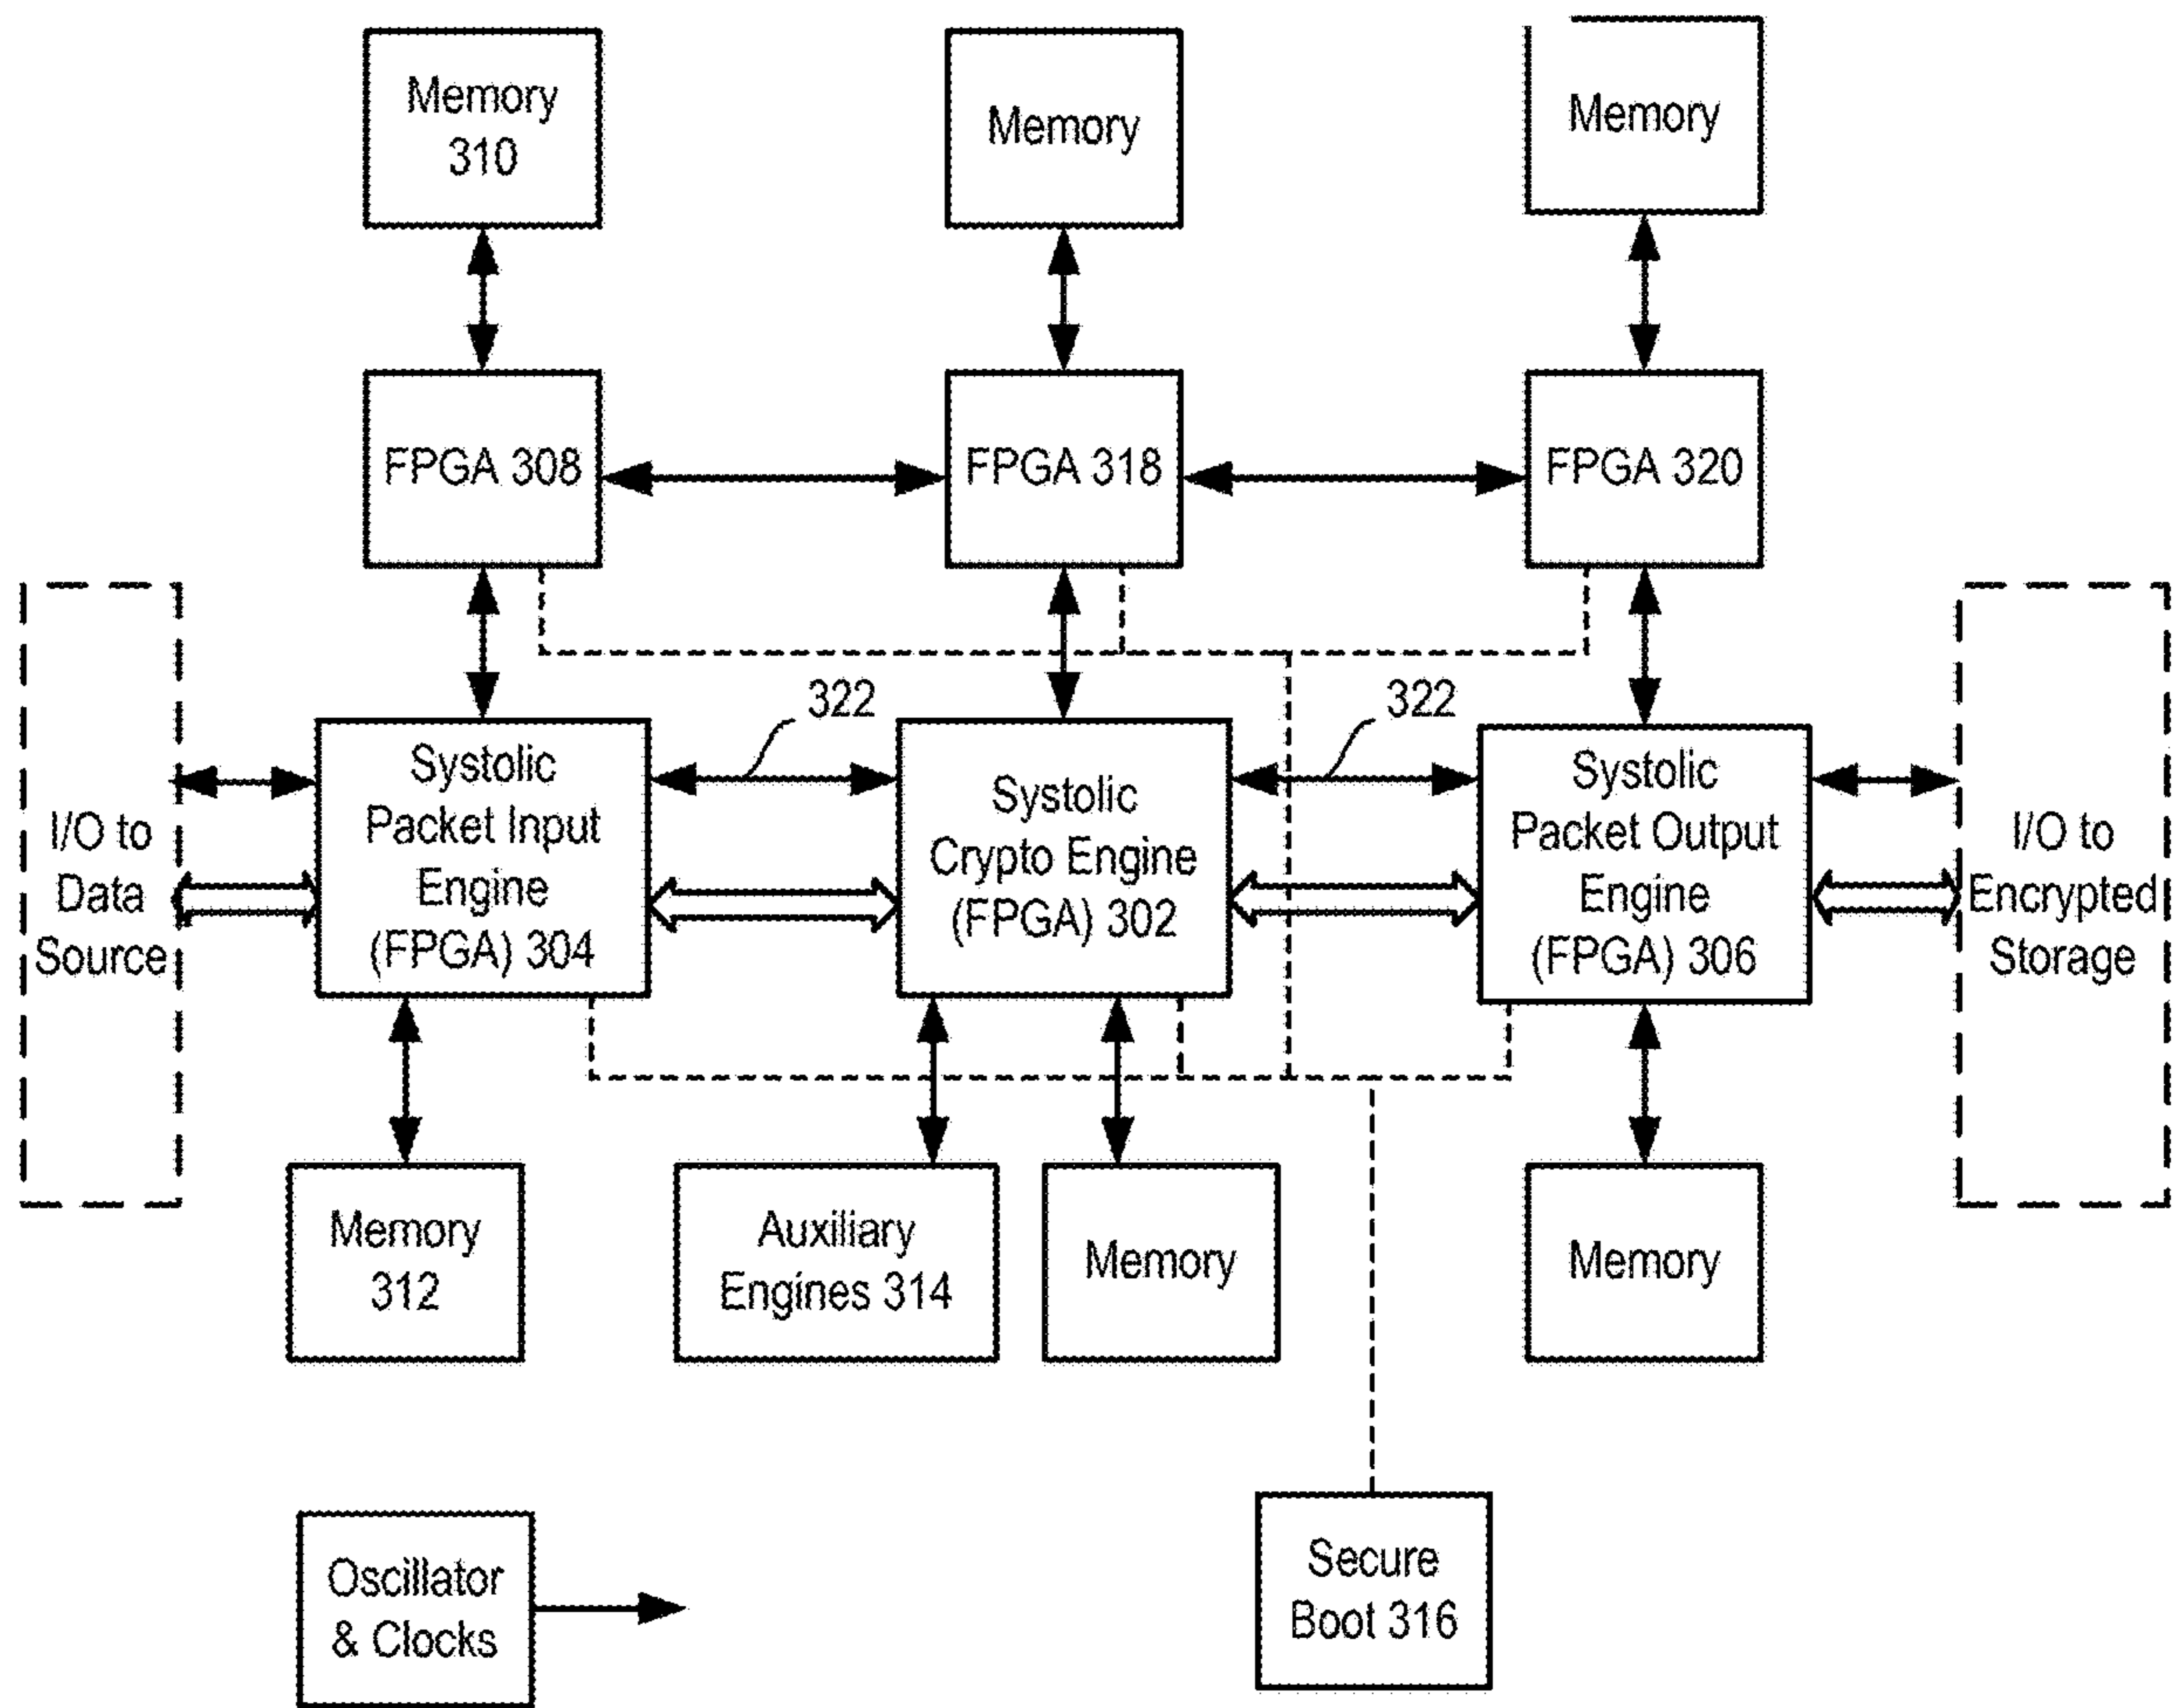 Memory
310
Memory
Memory
FPGA 308
FPGA 318
FPGA 320
322
322
I/O to
Data
Source
Systolic
Packet Input
Engine
(FPGA) 304
Systolic
Crypto Engine
(FPGA) 302
Systolic
Packet Output
Engine
(FPGA) 306
I/O to
Encrypted
Storage
Memory
312
Auxiliary
Engines 314
Memory
Memory
Oscillator
& Clocks
Secure
Boot 316